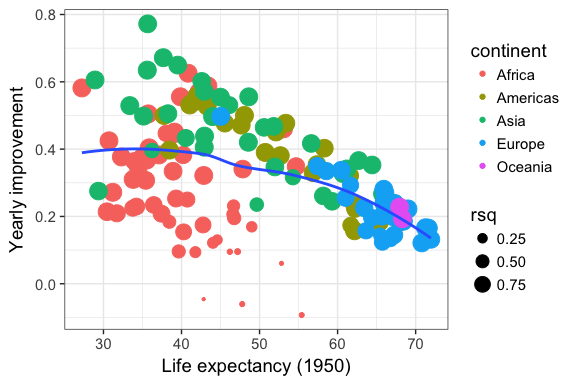 0.8
0.6
0.4
0.2
0.0
Yearly improvement
30 40 50 60 70
Life expectancy (1950)
continent
Africa
Americas
Asia
Europe
Oceania
rsq
0.25
0.50
0.75